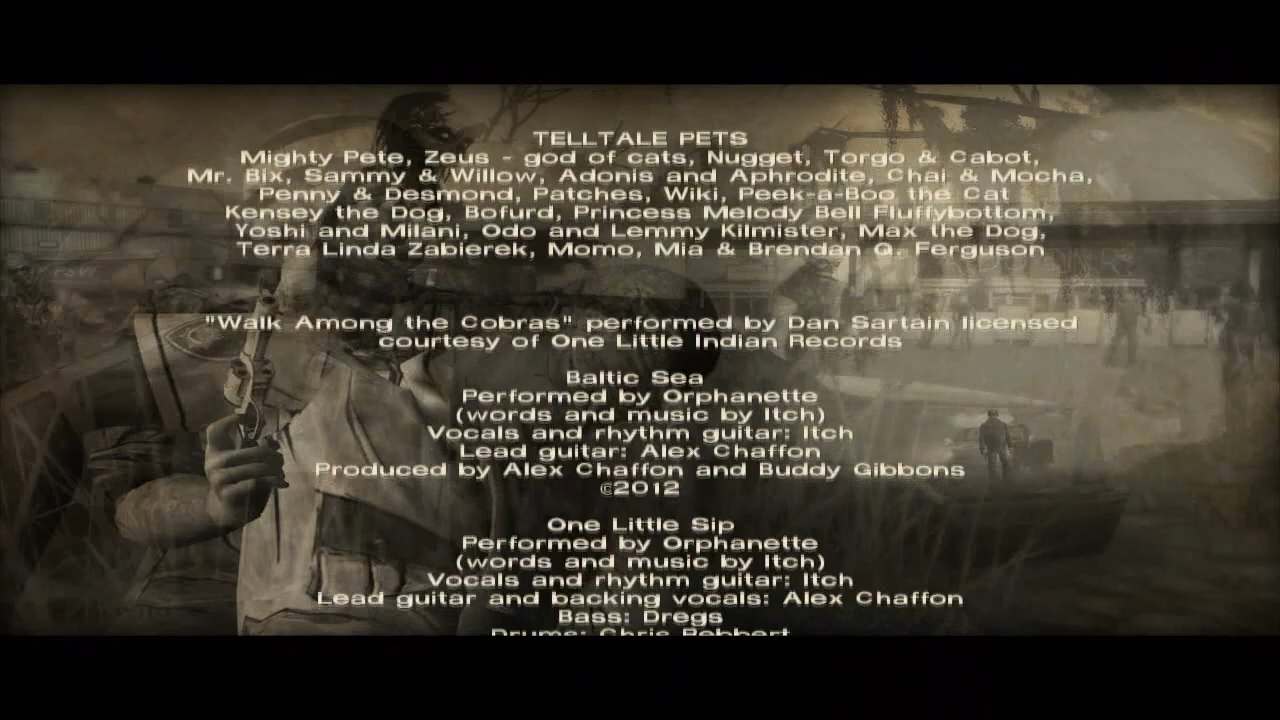 TELLTALE PETS
Mighty Pete, Zeus - god of cats, Nugget, Torgo & Cabot,
Mr. Bix, Sammy & Willow, Adonis and Aphrodite, Chai & Mocha,
Penny & Desmond, Patches, Wiki, Peek-a-Boo the Cat
Kensey the Dog, Bofurd, Princess Melody Bell Fluffybottom,
Yoshi and Milani, Odo and Lemmy Kilmister, Max the Dog,
Terra Linda Zabierek, Momo, Mia & Brendan Q. Ferguson
"Walk Among the Cobras" performed by Dan Sartain licensed
courtesy of One Little Indian Records
Baltic Sea
Performed by Orphanette
(words and music by Itch)
Vocals and rhythm guitar: Itch
Lead guitar: Alex Chaffon
Produced by Alex Chaffon and Buddy Gibbons
©2012
One Little Sip
Performed by Orphanette
(words and music by Itch)
Vocals and rhythm guitar: Itch
Lead guitar and backing vocals: Alex Chaffon
Bass: Dregs
Drums: Chris